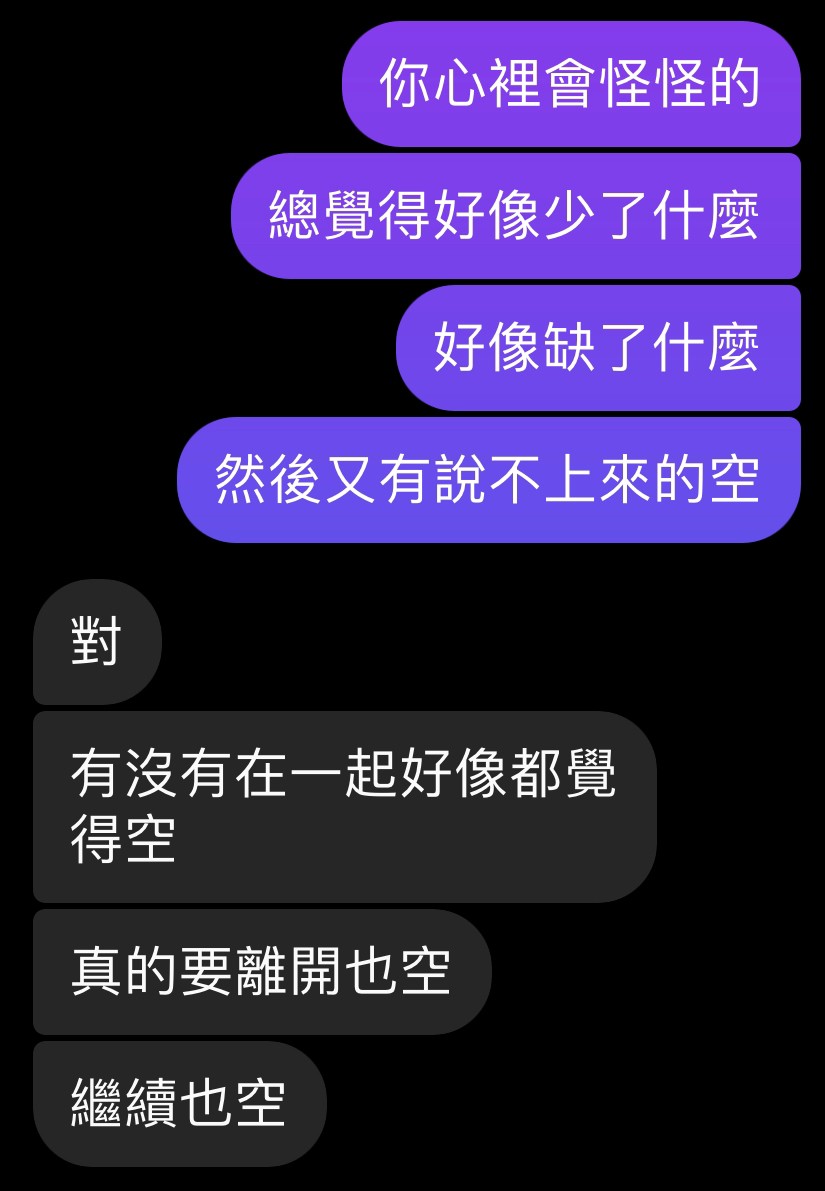 你心裡會怪怪的
總覺得好像少了什麼
好像缺了什麼
然後又有說不上來的空
對
有沒有在一起好像都覺
得空
真的要離開也空
繼續也空